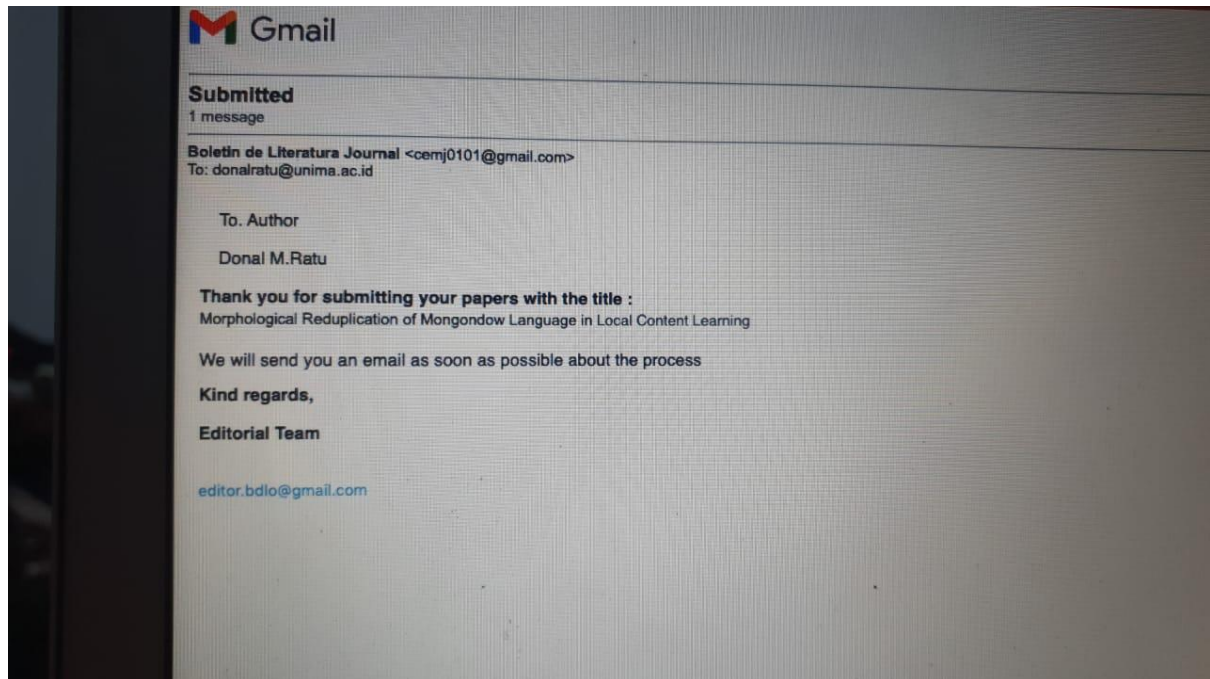 Gmail
Submitted
1 message
Boletin de Literatura Journal <cemj0101@gmail.com>
To: donalratu@unima.ac.id
To. Author
Donal M.Ratu
Thank you for submitting your papers with the title :
Morphological Reduplication of Mongondow Language in Local Content Learning
We will send you an email as soon as possible about the process
Kind regards,
Editorial Team
editor.bdlo@gmail.com